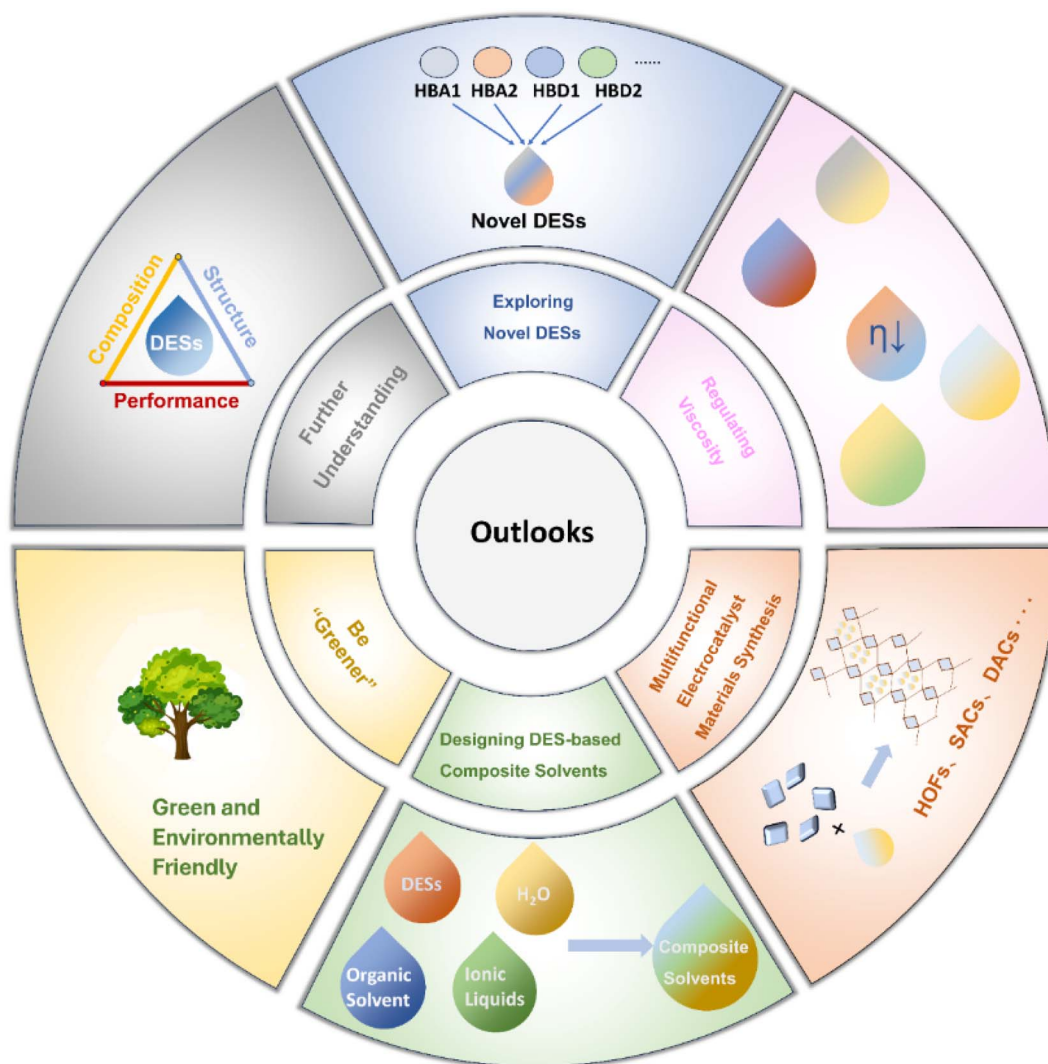 HBA1 HBA2 HBD1 HBD2 ······
Novel DESs
Exploring
Novel DESs
Regulating
Viscosity
η↓
Multifunctional
Electrocatalyst
Materials Synthesis
HOFs、SACs、DACs ····
+
Designing DES-based
Composite Solvents
DESs
H₂O
Organic
Solvent
Ionic
Liquids
Composite
Solvents
Be
“Greener”
Green and
Environmentally
Friendly
Further
Understanding
Composition
Structure
DESs
Performance
Outlooks